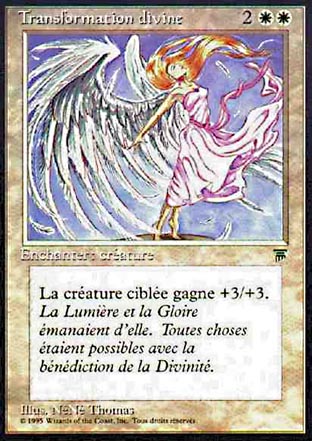 Transformation divine 2
Enchanter : créature
La créature ciblée gagne +3/+3.
La Lumière et la Gloire
émanaient d'elle. Toutes choses
étaient possibles avec la
bénédiction de la Divinité.
Illus. NéNé Thomas
© 1995 Wizards of the Coast, Inc. Tous droits réservés.